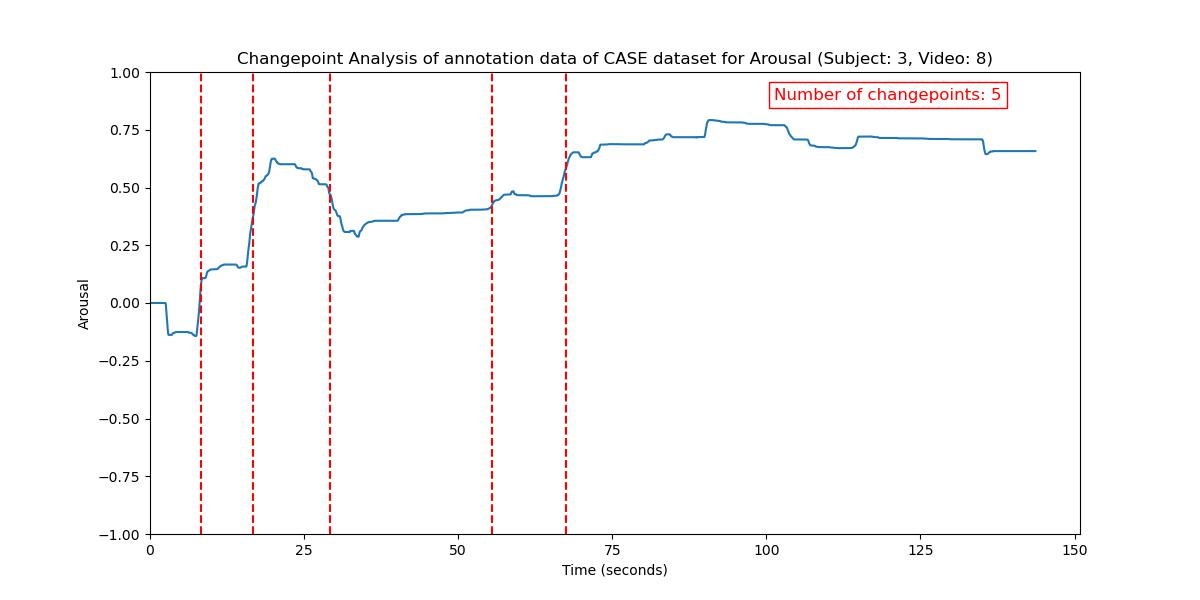 Changepoint Analysis of annotation data of CASE dataset for Arousal (Subject: 3, Video: 8)
Number of changepoints: 5
1.00
0.75
0.50
0.25
0.00
−0.25
−0.50
−0.75
−1.00
Arousal
0 25 50 75 100 125 150
Time (seconds)